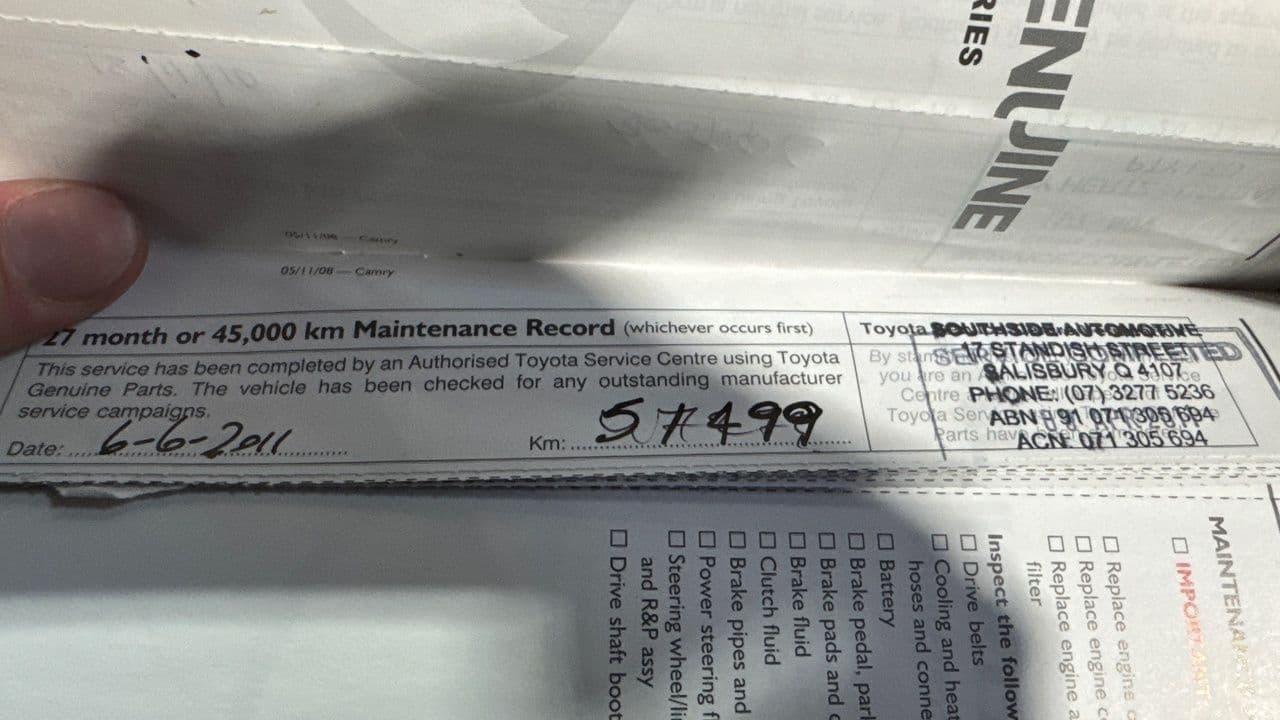 ENUINE
RIES
05/11/08 — Camry
05/11/08 — Camry
27 month or 45,000 km Maintenance Record (whichever occurs first)
This service has been completed by an Authorised Toyota Service Centre using Toyota
Genuine Parts. The vehicle has been checked for any outstanding manufacturer
service campaigns.
Date: 6-6-2011
Km: 57499
Toyota
By
you are an
Centre
Toyota
Parts have
SOUTHSIDE AUTOMOTIVE
17 STANDISH STREET
SALISBURY Q 4107
PHONE: (07) 3277 5236
ABN 91 071 305 694
ACN 071 305 694
MAINTENA
IMPORTANT
Replace engine
Replace engine c
Replace engine a
filter
Inspect the follow
Drive belts
Cooling and heat
hoses and conne
Battery
Brake pedal, park
Brake pads and
Brake fluid
Clutch fluid
Brake pipes and
Power steering f
Steering wheel/li
and R&P assy
Drive shaft boot